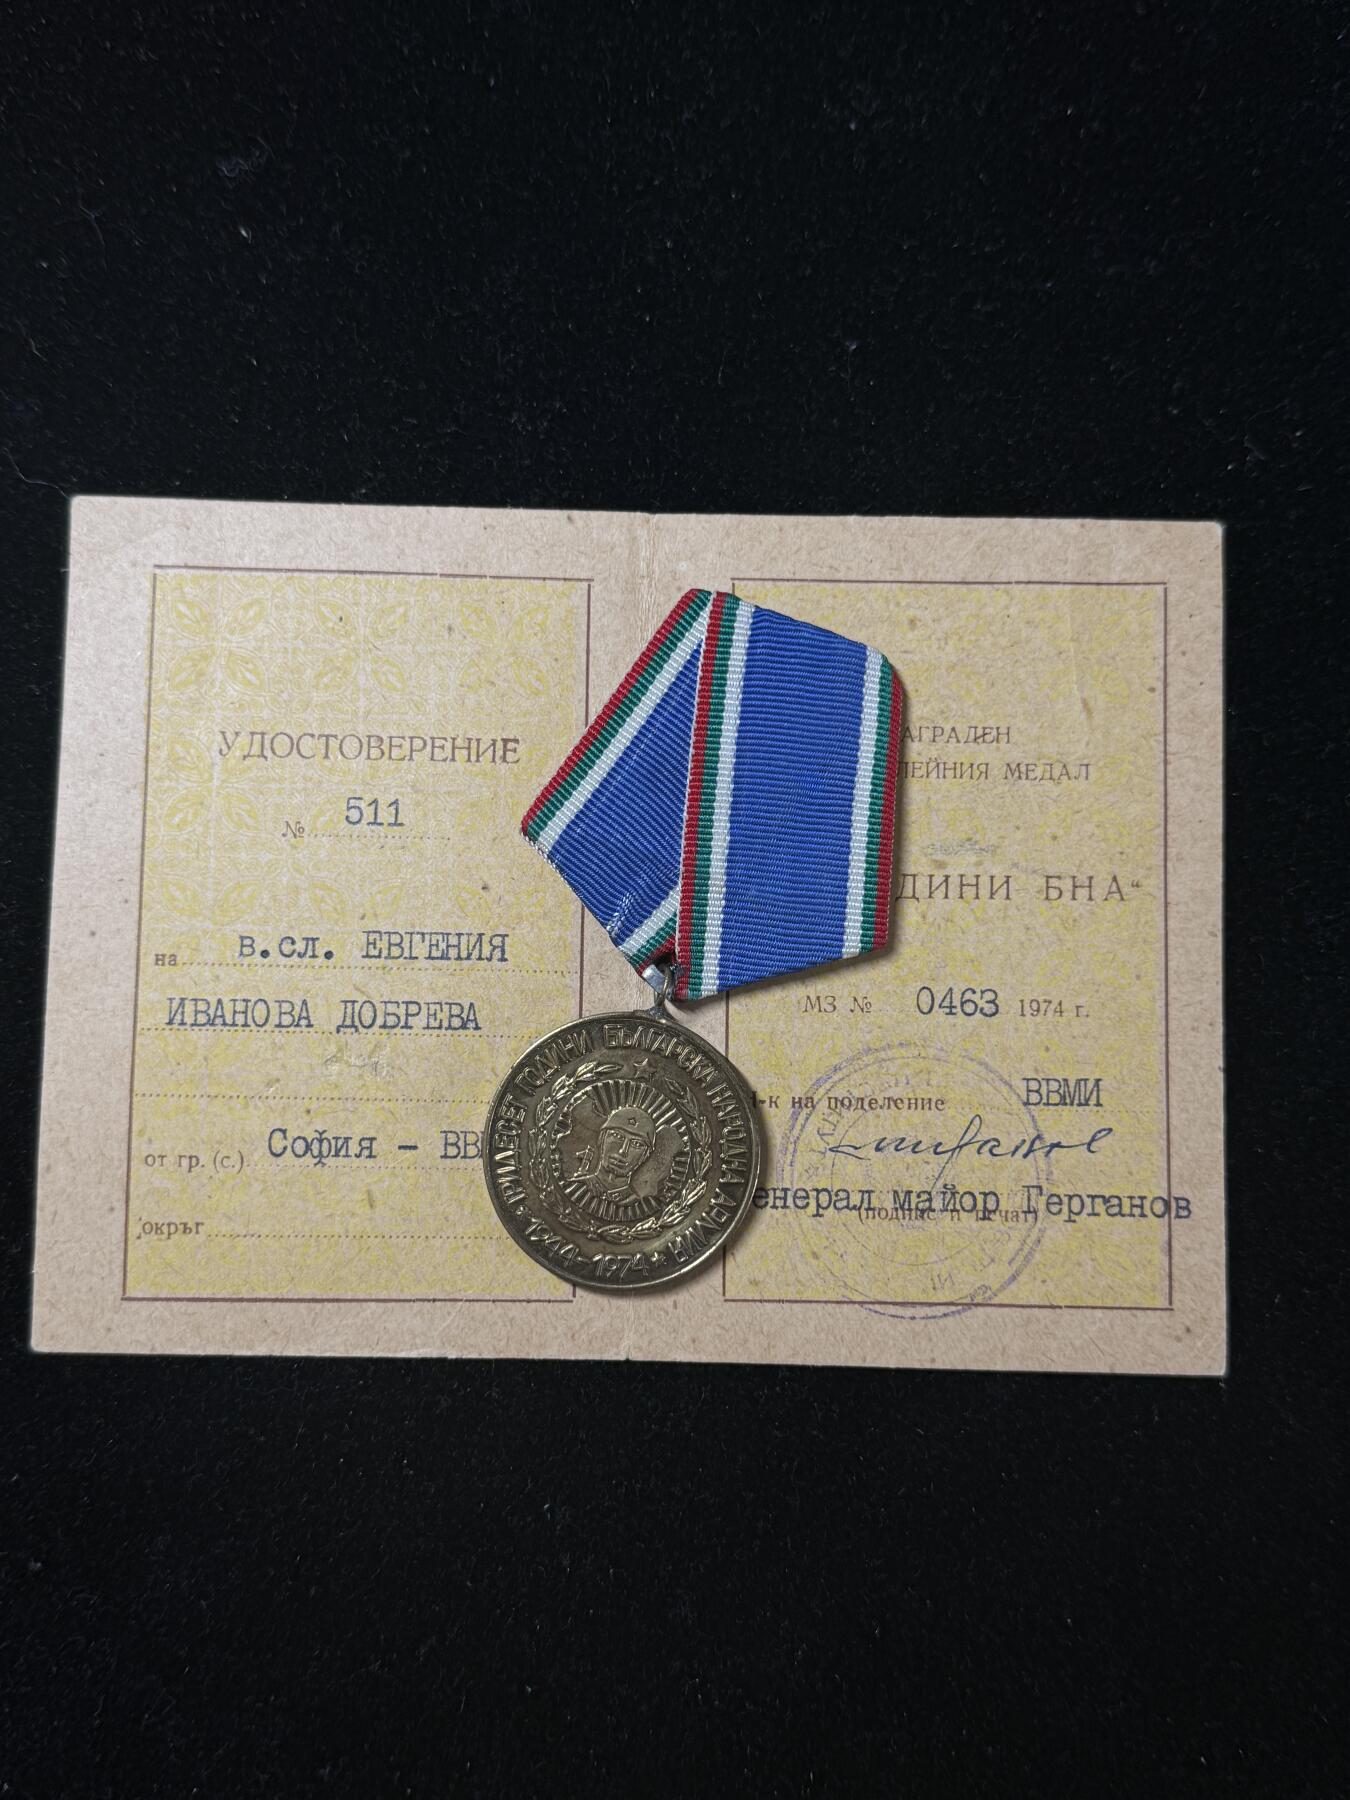 УДОСТОВЕРЕНИЕ
№ 511
на в.сл. ЕВГЕНИЯ
ИВАНОВА ДОБРЕВА
от гр. (с.) София – ВВ
окръг
АГРАДЕН
ЛЕЙНИЯ МЕДАЛ
ДИНИ БНА“
МЗ № 0463 1974 г.
-к на поделение ВВМИ
енерал майор Герганов
(подпис и печат)
ТРИДЕСЕТ ГОДИНИ БЪЛГАРСКА НАРОДНА АРМИЯ
1944–1974